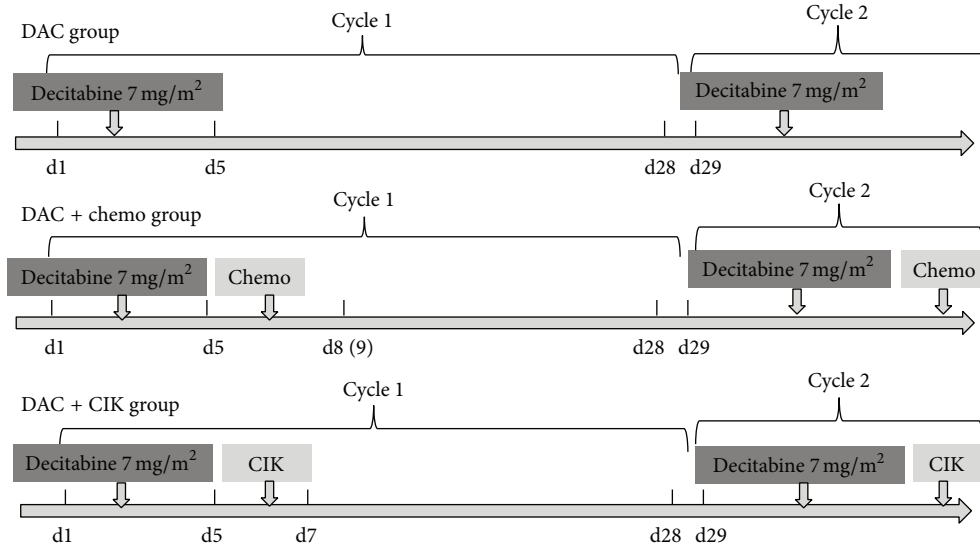 DAC group
Cycle 1
Cycle 2
Decitabine 7 mg/m²
Decitabine 7 mg/m²
d1
d5
d28
d29
DAC + chemo group
Cycle 1
Cycle 2
Decitabine 7 mg/m²
Chemo
Decitabine 7 mg/m²
Chemo
d1
d5
d8 (9)
d28
d29
DAC + CIK group
Cycle 1
Cycle 2
Decitabine 7 mg/m²
CIK
Decitabine 7 mg/m²
CIK
d1
d5
d7
d28
d29